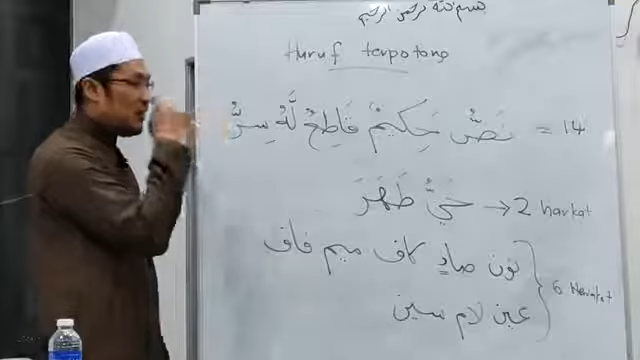 بسم الله الرحمن الرحيم
Huruf terpotong
نَصٌّ حَكِيمٌ قَاطِعٌ لَّهُ سِرٌّ = 14
حَيٌّ طَهَرَ → 2 harkat
نون صاد كاف ميم قاف
عين لام سين } 6 Harakat